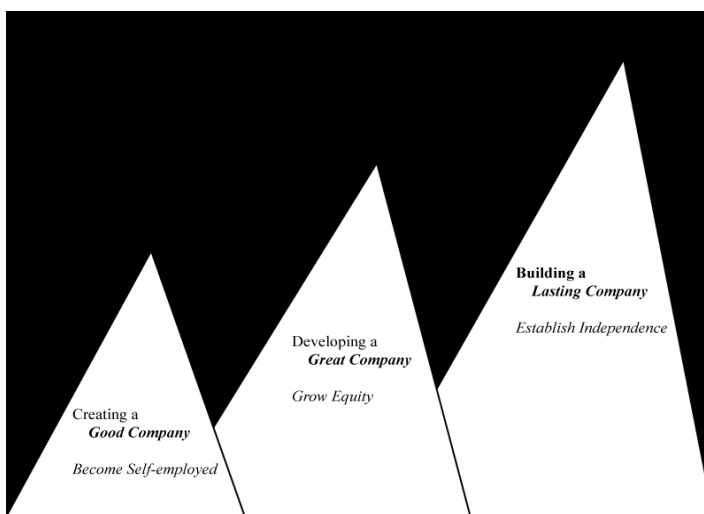 Creating a
Good Company
Become Self-employed
Developing a
Great Company
Grow Equity
Building a
Lasting Company
Establish Independence